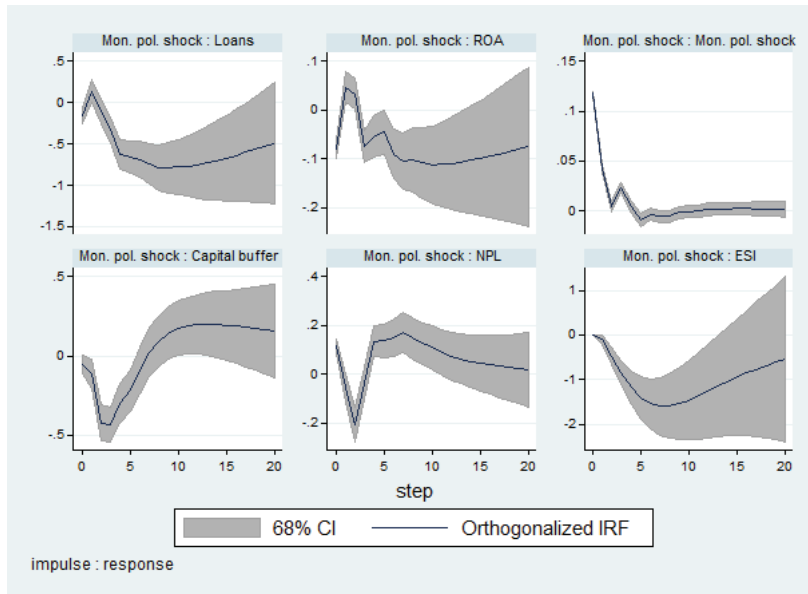 Mon. pol. shock : Loans
.5
0
-.5
-1
-1.5
Mon. pol. shock : ROA
.1
0
-.1
-.2
Mon. pol. shock : Mon. pol. shock
.15
.1
.05
0
Mon. pol. shock : Capital buffer
.5
0
-.5
0 5 10 15 20
Mon. pol. shock : NPL
.4
.2
0
-.2
0 5 10 15 20
Mon. pol. shock : ESI
1
0
-1
-2
0 5 10 15 20
step
68% CI Orthogonalized IRF
impulse : response